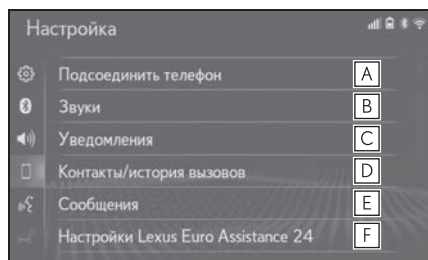 Настройка
Подсоединить телефон A
Звуки B
Уведомления C
Контакты/история вызовов D
Сообщения E
Настройки Lexus Euro Assistance 24 F